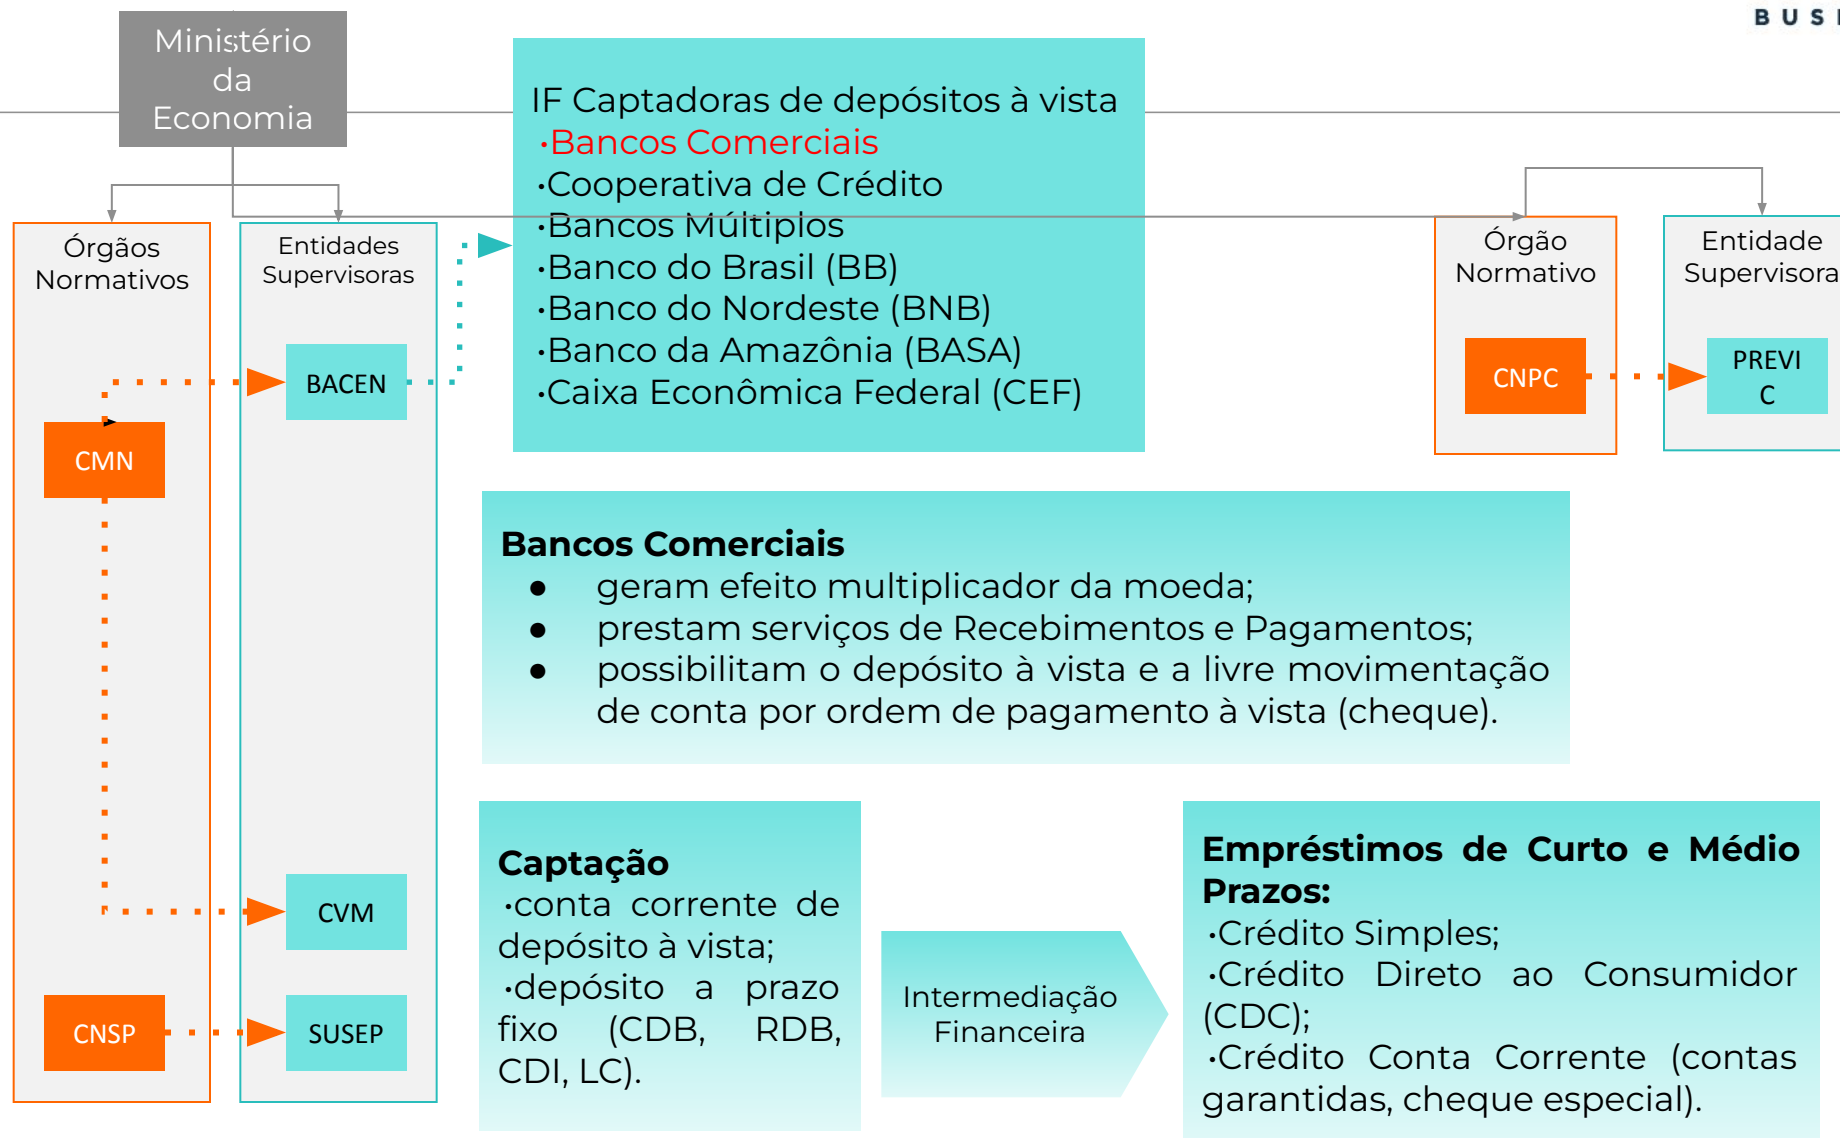 BUSI
Ministério
da
Economia
IF Captadoras de depósitos à vista
•Bancos Comerciais
•Cooperativa de Crédito
•Bancos Múltiplos
•Banco do Brasil (BB)
•Banco do Nordeste (BNB)
•Banco da Amazônia (BASA)
•Caixa Econômica Federal (CEF)
Órgãos
Normativos
Entidades
Supervisoras
Órgão
Normativo
Entidade
Supervisora
BACEN
CMN
CVM
CNSP
SUSEP
CNPC
PREVI
C
Bancos Comerciais
● geram efeito multiplicador da moeda;
● prestam serviços de Recebimentos e Pagamentos;
● possibilitam o depósito à vista e a livre movimentação
de conta por ordem de pagamento à vista (cheque).
Captação
•conta corrente de
depósito à vista;
•depósito a prazo
fixo (CDB, RDB,
CDI, LC).
Intermediação
Financeira
Empréstimos de Curto e Médio
Prazos:
•Crédito Simples;
•Crédito Direto ao Consumidor
(CDC);
•Crédito Conta Corrente (contas
garantidas, cheque especial).